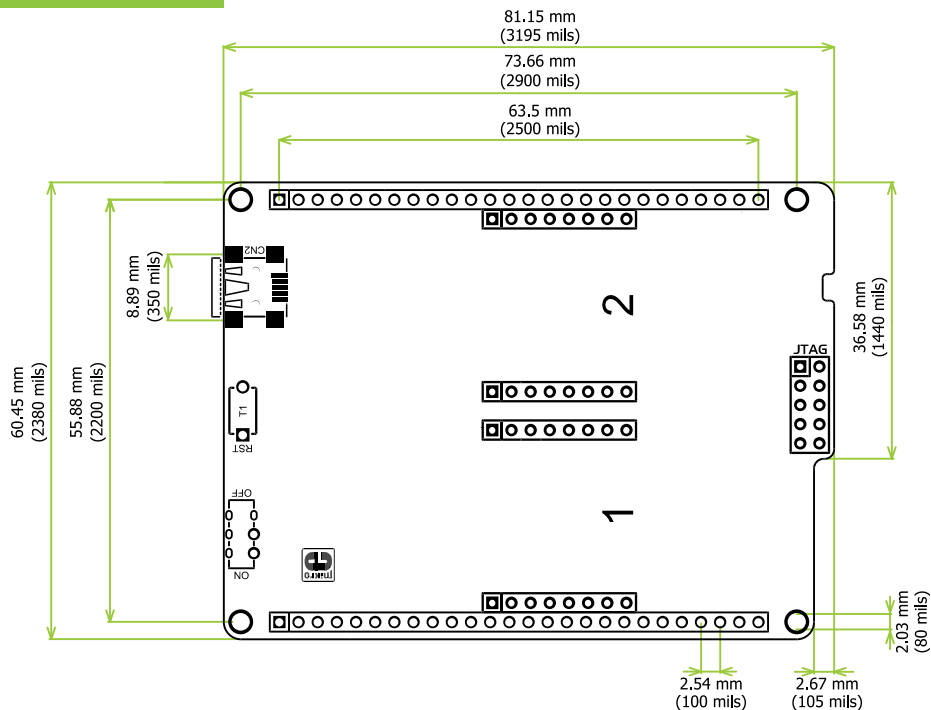 81.15 mm
(3195 mils)
73.66 mm
(2900 mils)
63.5 mm
(2500 mils)
CN2
8.89 mm
(350 mils)
2
36.58 mm
(1440 mils)
JTAG
60.45 mm
(2380 mils)
55.88 mm
(2200 mils)
T1
RST
OFF
1
ON
mikro
2.03 mm
(80 mils)
2.54 mm
(100 mils)
2.67 mm
(105 mils)